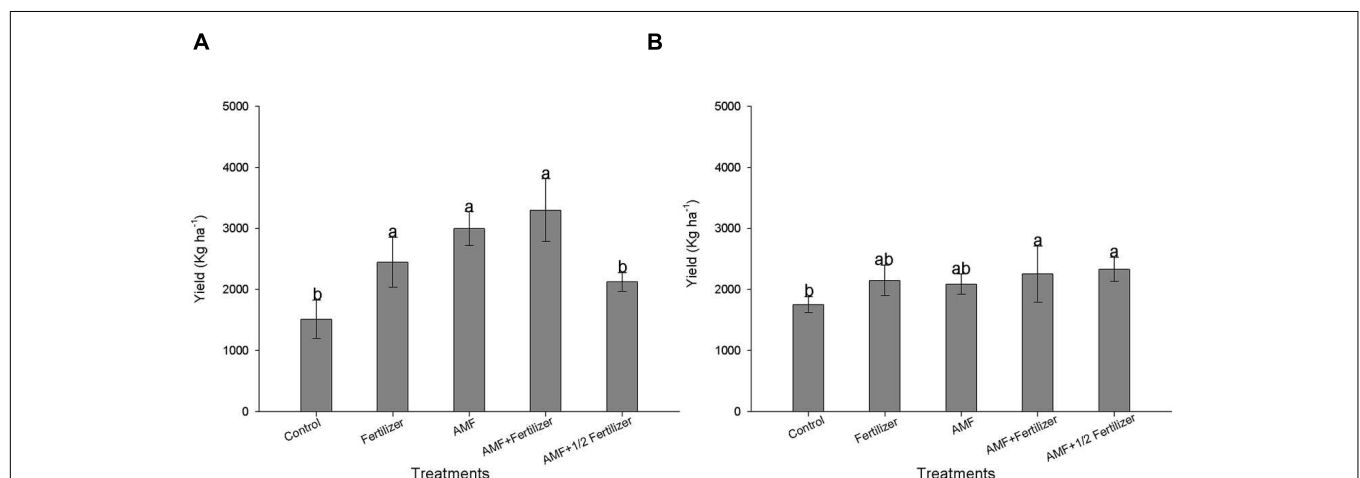 A
B
5000
4000
3000
2000
1000
0
Yield (Kg ha-1)
b
a
a
a
b
Control
Fertilizer
AMF
AMF+Fertilizer
AMF+1/2 Fertilizer
Treatments
5000
4000
3000
2000
1000
0
Yield (Kg ha-1)
b
ab
ab
a
a
Control
Fertilizer
AMF
AMF+Fertilizer
AMF+1/2 Fertilizer
Treatments